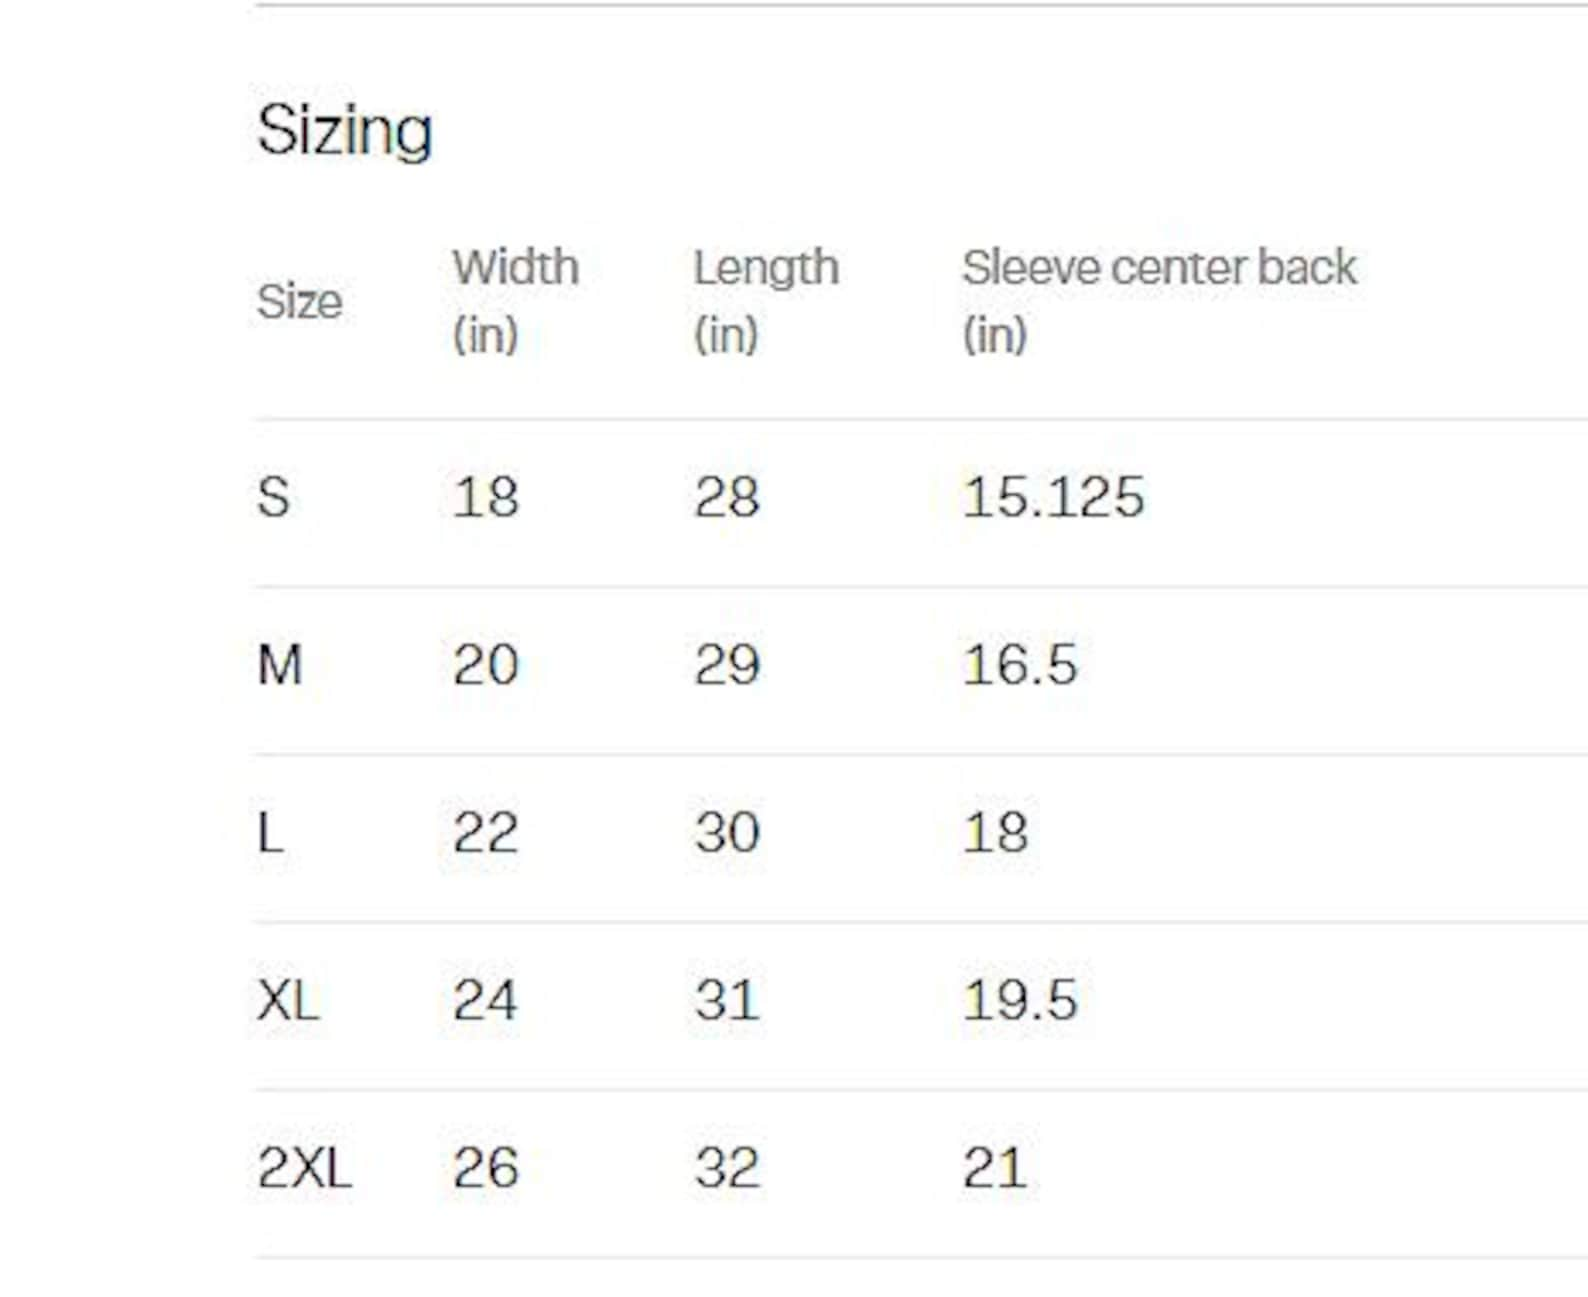 Sizing
Size Width (in) Length (in) Sleeve center back (in)
S 18 28 15.125
M 20 29 16.5
L 22 30 18
XL 24 31 19.5
2XL 26 32 21